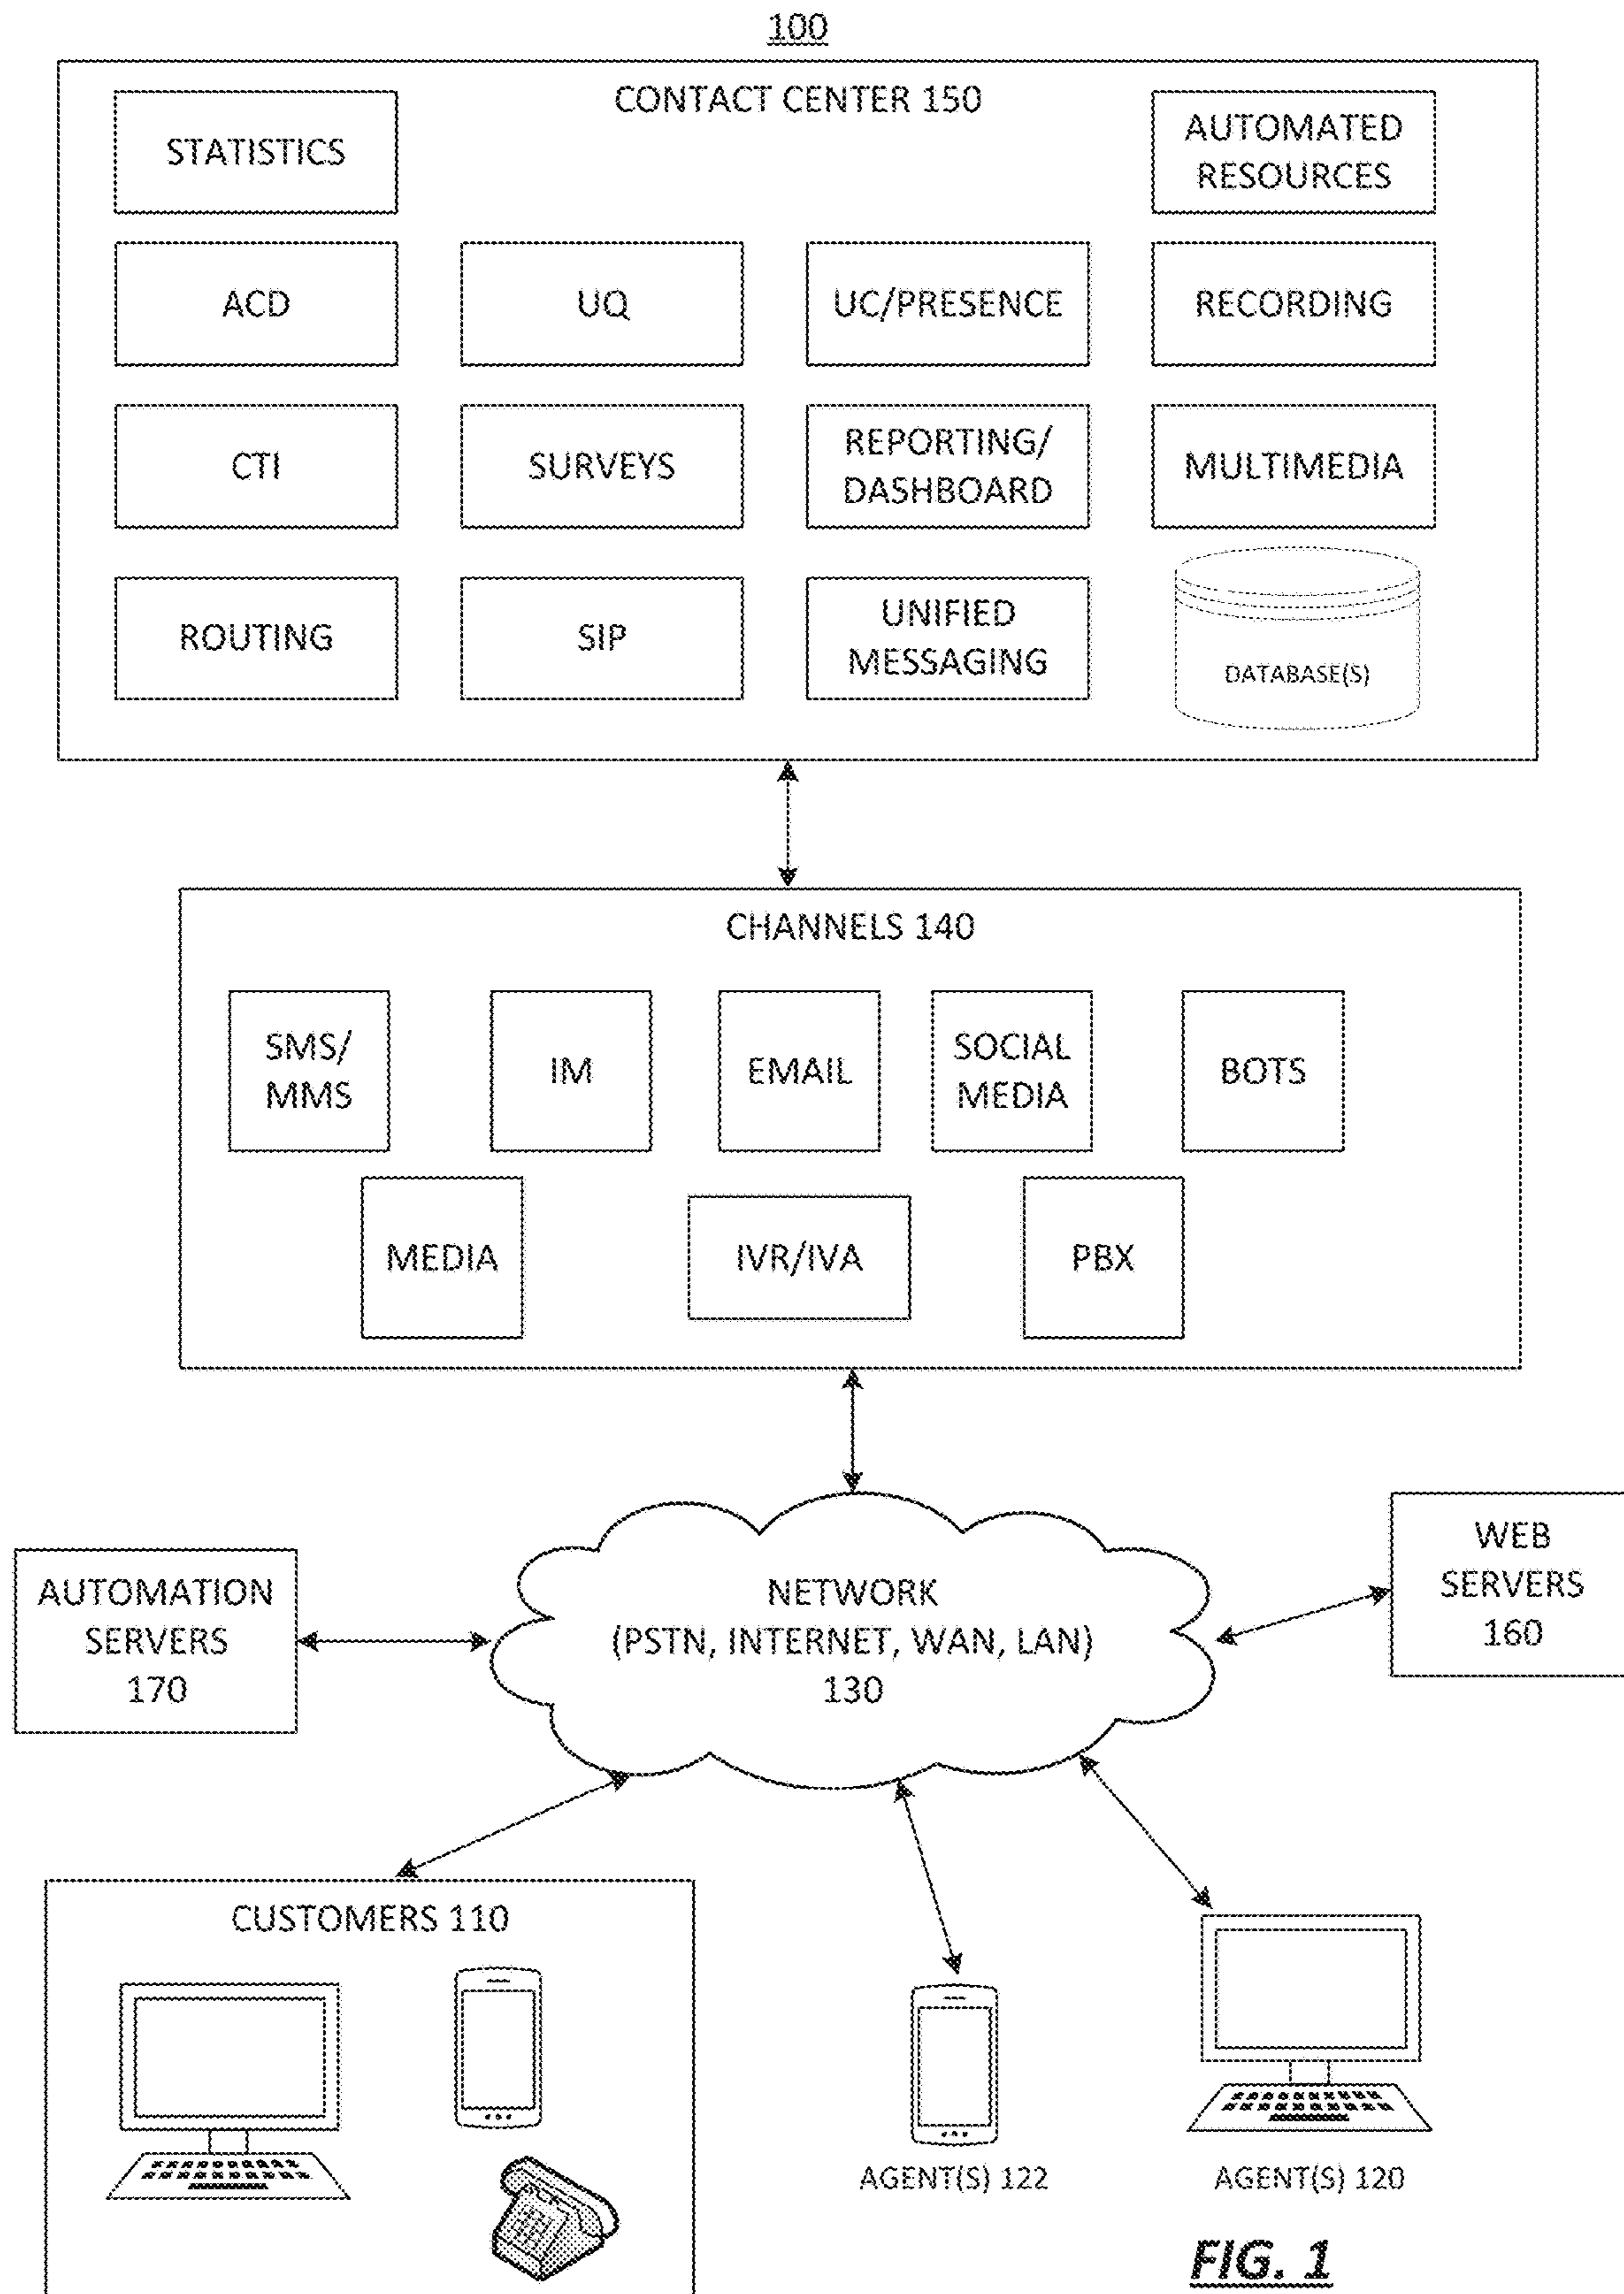 100
CONTACT CENTER 150
STATISTICS
AUTOMATED
RESOURCES
ACD
UQ
UC/PRESENCE
RECORDING
CTI
SURVEYS
REPORTING/
DASHBOARD
MULTIMEDIA
ROUTING
SIP
UNIFIED
MESSAGING
DATABASE(S)
CHANNELS 140
SMS/
MMS
IM
EMAIL
SOCIAL
MEDIA
BOTS
MEDIA
IVR/IVA
PBX
AUTOMATION
SERVERS
170
NETWORK
(PSTN, INTERNET, WAN, LAN)
130
WEB
SERVERS
160
CUSTOMERS 110
AGENT(S) 122
AGENT(S) 120
FIG. 1